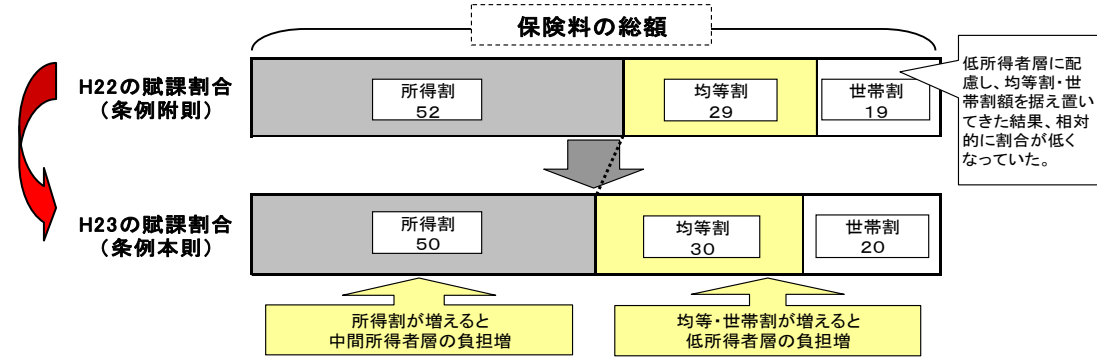 保険料の総額
H22の賦課割合
（条例附則）
所得割
52
均等割
29
世帯割
19
低所得者層に配
慮し、均等割・世
帯割額を据え置い
てきた結果、相対
的に割合が低く
なっていた。
H23の賦課割合
（条例本則）
所得割
50
均等割
30
世帯割
20
所得割が増えると
中間所得者層の負担増
均等・世帯割が増えると
低所得者層の負担増